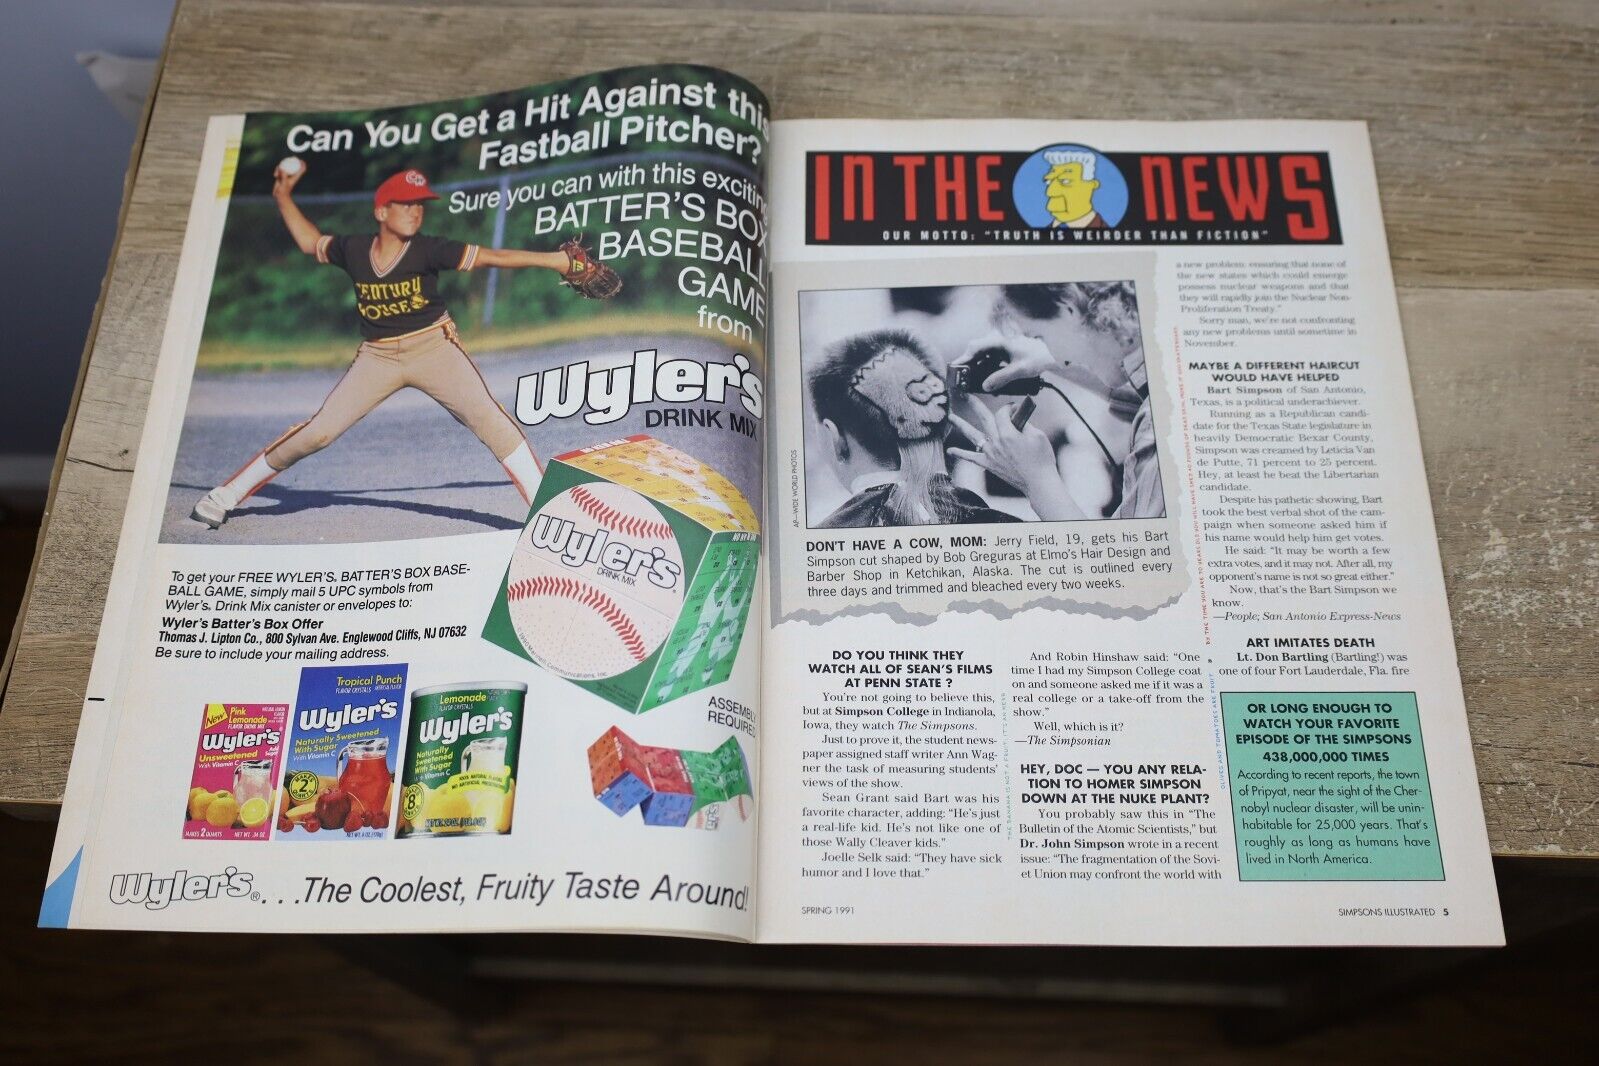 Can You Get a Hit Against this
Fastball Pitcher?
Sure you can with this exciting
BATTER'S BOX
BASEBALL
GAME
from
Wyler's
DRINK MIX
Wyler's
DRINK MIX
To get your FREE WYLER'S. BATTER'S BOX BASE-
BALL GAME, simply mail 5 UPC symbols from
Wyler's. Drink Mix canister or envelopes to:
Wyler's Batter's Box Offer
Thomas J. Lipton Co., 800 Sylvan Ave. Englewood Cliffs, NJ 07632
Be sure to include your mailing address.
ASSEMBLY
REQUIRED
New
Pink
Lemonade
Wyler's
Unsweetened
With Vitamin C
MAKES 2 QUARTS
Tropical Punch
Wyler's
Naturally Sweetened
With Sugar
With Vitamin C
Lemonade
Wyler's
Naturally
Sweetened
With Sugar
Wyler's®...The Coolest, Fruity Taste Around!
IN THE NEWS
OUR MOTTO: "TRUTH IS WEIRDER THAN FICTION"
AP—WIDE WORLD PHOTOS
DON'T HAVE A COW, MOM: Jerry Field, 19, gets his Bart
Simpson cut shaped by Bob Greguras at Elmo's Hair Design and
Barber Shop in Ketchikan, Alaska. The cut is outlined every
three days and trimmed and bleached every two weeks.
DO YOU THINK THEY
WATCH ALL OF SEAN'S FILMS
AT PENN STATE ?
You're not going to believe this,
but at Simpson College in Indianola,
Iowa, they watch The Simpsons.
Just to prove it, the student news-
paper assigned staff writer Ann Wag-
ner the task of measuring students'
views of the show.
Sean Grant said Bart was his
favorite character, adding: "He's just
a real-life kid. He's not like one of
those Wally Cleaver kids."
Joelle Selk said: "They have sick
humor and I love that."
And Robin Hinshaw said: "One
time I had my Simpson College coat
on and someone asked me if it was a
real college or a take-off from the
show."
Well, which is it?
—The Simpsonian
HEY, DOC — YOU ANY RELA-
TION TO HOMER SIMPSON
DOWN AT THE NUKE PLANT?
You probably saw this in "The
Bulletin of the Atomic Scientists," but
Dr. John Simpson wrote in a recent
issue: "The fragmentation of the Sovi-
et Union may confront the world with
a new problem: ensuring that none of
the new states which could emerge
possess nuclear weapons and that
they will rapidly join the Nuclear Non-
Proliferation Treaty."
Sorry man, we're not confronting
any new problems until sometime in
November.
MAYBE A DIFFERENT HAIRCUT
WOULD HAVE HELPED
Bart Simpson of San Antonio,
Texas, is a political underachiever.
Running as a Republican candi-
date for the Texas State legislature in
heavily Democratic Bexar County,
Simpson was creamed by Leticia Van
de Putte, 71 percent to 25 percent.
Hey, at least he beat the Libertarian
candidate.
Despite his pathetic showing, Bart
took the best verbal shot of the cam-
paign when someone asked him if
his name would help him get votes.
He said: "It may be worth a few
extra votes, and it may not. After all, my
opponent's name is not so great either."
Now, that's the Bart Simpson we
know.
—People; San Antonio Express-News
ART IMITATES DEATH
Lt. Don Bartling (Bartling!) was
one of four Fort Lauderdale, Fla. fire
OR LONG ENOUGH TO
WATCH YOUR FAVORITE
EPISODE OF THE SIMPSONS
438,000,000 TIMES
According to recent reports, the town
of Pripyat, near the sight of the Cher-
nobyl nuclear disaster, will be unin-
habitable for 25,000 years. That's
roughly as long as humans have
lived in North America.
SPRING 1991
SIMPSONS ILLUSTRATED 5